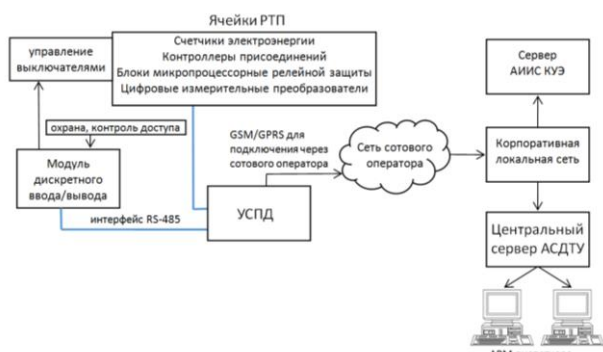 Ячейки РТП
управление
выключателями
Счетчики электроэнергии
Контроллеры присоединений
Блоки микропроцессорные релейной защиты
Цифровые измерительные преобразователи
охрана, контроль доступа
Модуль
дискретного
ввода/вывода
интерфейс RS-485
УСПД
GSM/GPRS для
подключения через
сотового оператора
Сеть сотового
оператора
Сервер
АИИС КУЭ
Корпоративная
локальная сеть
Центральный
сервер АСДТУ